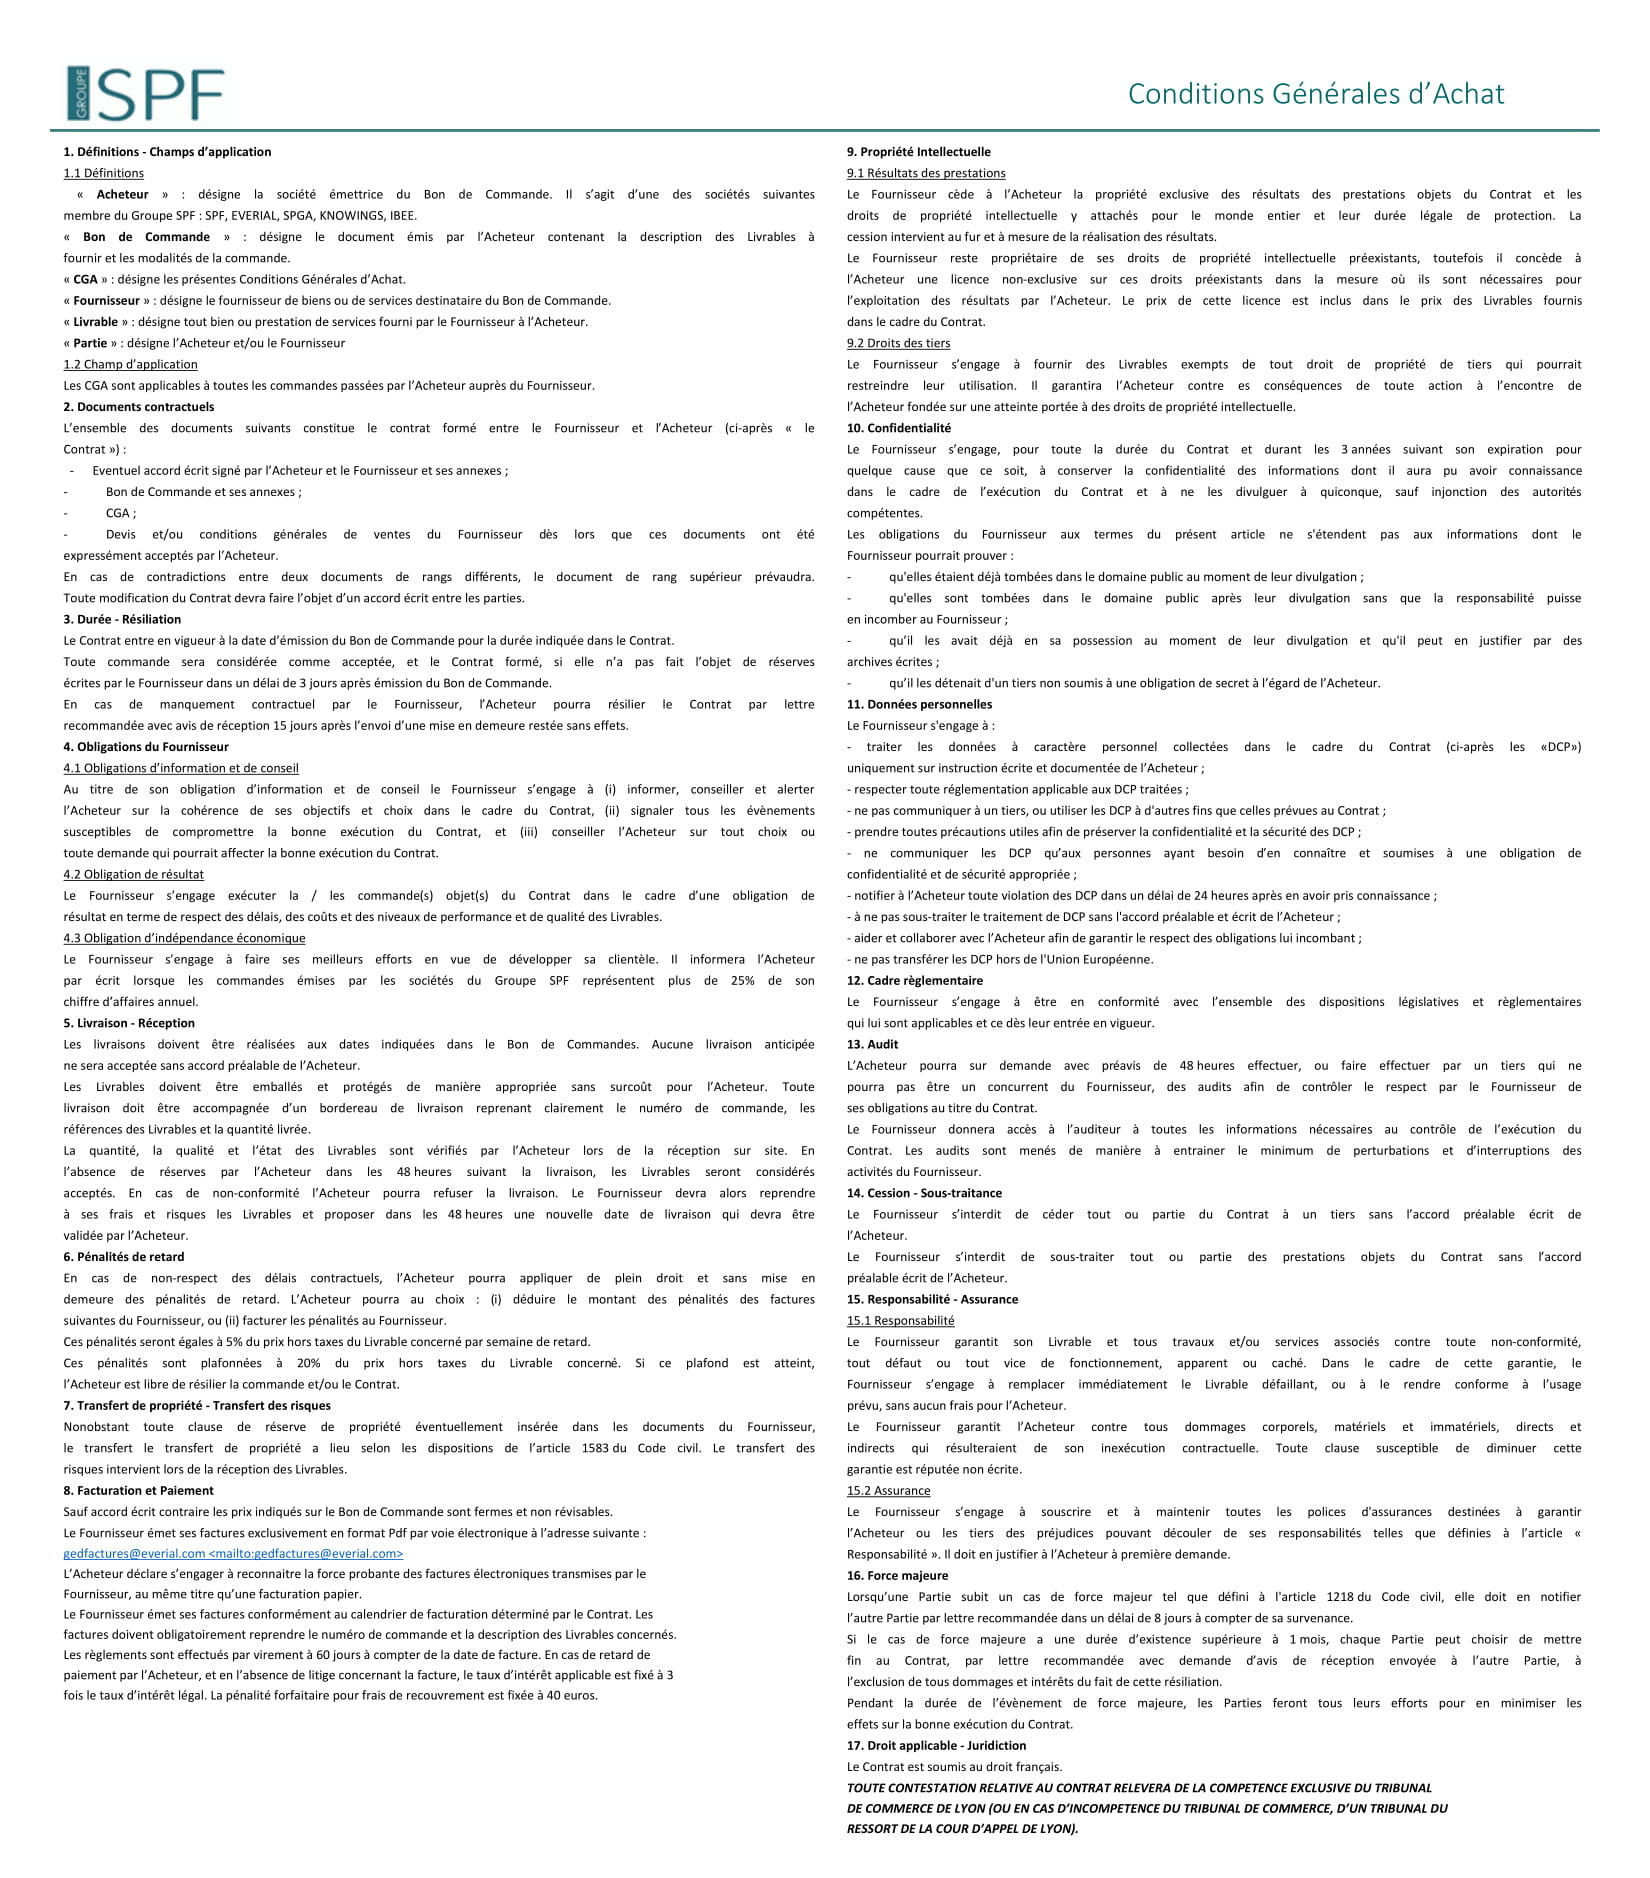 GROUPE SPF
Conditions Générales d’Achat
1. Définitions - Champs d’application
1.1 Définitions
« Acheteur » : désigne la société émettrice du Bon de Commande. Il s’agit d’une des sociétés suivantes
membre du Groupe SPF : SPF, EVERIAL, SPGA, KNOWINGS, IBEE.
« Bon de Commande » : désigne le document émis par l’Acheteur contenant la description des Livrables à
fournir et les modalités de la commande.
« CGA » : désigne les présentes Conditions Générales d’Achat.
« Fournisseur » : désigne le fournisseur de biens ou de services destinataire du Bon de Commande.
« Livrable » : désigne tout bien ou prestation de services fourni par le Fournisseur à l’Acheteur.
« Partie » : désigne l’Acheteur et/ou le Fournisseur
1.2 Champ d’application
Les CGA sont applicables à toutes les commandes passées par l’Acheteur auprès du Fournisseur.
2. Documents contractuels
L’ensemble des documents suivants constitue le contrat formé entre le Fournisseur et l’Acheteur (ci-après « le
Contrat ») :
- Eventuel accord écrit signé par l’Acheteur et le Fournisseur et ses annexes ;
- Bon de Commande et ses annexes ;
- CGA ;
- Devis et/ou conditions générales de ventes du Fournisseur dès lors que ces documents ont été
expressément acceptés par l’Acheteur.
En cas de contradictions entre deux documents de rangs différents, le document de rang supérieur prévaudra.
Toute modification du Contrat devra faire l’objet d’un accord écrit entre les parties.
3. Durée - Résiliation
Le Contrat entre en vigueur à la date d’émission du Bon de Commande pour la durée indiquée dans le Contrat.
Toute commande sera considérée comme acceptée, et le Contrat formé, si elle n’a pas fait l’objet de réserves
écrites par le Fournisseur dans un délai de 3 jours après émission du Bon de Commande.
En cas de manquement contractuel par le Fournisseur, l’Acheteur pourra résilier le Contrat par lettre
recommandée avec avis de réception 15 jours après l’envoi d’une mise en demeure restée sans effets.
4. Obligations du Fournisseur
4.1 Obligations d’information et de conseil
Au titre de son obligation d’information et de conseil le Fournisseur s’engage à (i) informer, conseiller et alerter
l’Acheteur sur la cohérence de ses objectifs et choix dans le cadre du Contrat, (ii) signaler tous les évènements
susceptibles de compromettre la bonne exécution du Contrat, et (iii) conseiller l’Acheteur sur tout choix ou
toute demande qui pourrait affecter la bonne exécution du Contrat.
4.2 Obligation de résultat
Le Fournisseur s’engage exécuter la / les commande(s) objet(s) du Contrat dans le cadre d’une obligation de
résultat en terme de respect des délais, des coûts et des niveaux de performance et de qualité des Livrables.
4.3 Obligation d’indépendance économique
Le Fournisseur s’engage à faire ses meilleurs efforts en vue de développer sa clientèle. Il informera l’Acheteur
par écrit lorsque les commandes émises par les sociétés du Groupe SPF représentent plus de 25% de son
chiffre d’affaires annuel.
5. Livraison - Réception
Les livraisons doivent être réalisées aux dates indiquées dans le Bon de Commandes. Aucune livraison anticipée
ne sera acceptée sans accord préalable de l’Acheteur.
Les Livrables doivent être emballés et protégés de manière appropriée sans surcoût pour l’Acheteur. Toute
livraison doit être accompagnée d’un bordereau de livraison reprenant clairement le numéro de commande, les
références des Livrables et la quantité livrée.
La quantité, la qualité et l’état des Livrables sont vérifiés par l’Acheteur lors de la réception sur site. En
l’absence de réserves par l’Acheteur dans les 48 heures suivant la livraison, les Livrables seront considérés
acceptés. En cas de non-conformité l’Acheteur pourra refuser la livraison. Le Fournisseur devra alors reprendre
à ses frais et risques les Livrables et proposer dans les 48 heures une nouvelle date de livraison qui devra être
validée par l’Acheteur.
6. Pénalités de retard
En cas de non-respect des délais contractuels, l’Acheteur pourra appliquer de plein droit et sans mise en
demeure des pénalités de retard. L’Acheteur pourra au choix : (i) déduire le montant des pénalités des factures
suivantes du Fournisseur, ou (ii) facturer les pénalités au Fournisseur.
Ces pénalités seront égales à 5% du prix hors taxes du Livrable concerné par semaine de retard.
Ces pénalités sont plafonnées à 20% du prix hors taxes du Livrable concerné. Si ce plafond est atteint,
l’Acheteur est libre de résilier la commande et/ou le Contrat.
7. Transfert de propriété - Transfert des risques
Nonobstant toute clause de réserve de propriété éventuellement insérée dans les documents du Fournisseur,
le transfert le transfert de propriété a lieu selon les dispositions de l’article 1583 du Code civil. Le transfert des
risques intervient lors de la réception des Livrables.
8. Facturation et Paiement
Sauf accord écrit contraire les prix indiqués sur le Bon de Commande sont fermes et non révisables.
Le Fournisseur émet ses factures exclusivement en format Pdf par voie électronique à l’adresse suivante :
gedfactures@everial.com <mailto:gedfactures@everial.com>
L’Acheteur déclare s’engager à reconnaitre la force probante des factures électroniques transmises par le
Fournisseur, au même titre qu’une facturation papier.
Le Fournisseur émet ses factures conformément au calendrier de facturation déterminé par le Contrat. Les
factures doivent obligatoirement reprendre le numéro de commande et la description des Livrables concernés.
Les règlements sont effectués par virement à 60 jours à compter de la date de facture. En cas de retard de
paiement par l’Acheteur, et en l’absence de litige concernant la facture, le taux d’intérêt applicable est fixé à 3
fois le taux d’intérêt légal. La pénalité forfaitaire pour frais de recouvrement est fixée à 40 euros.
9. Propriété Intellectuelle
9.1 Résultats des prestations
Le Fournisseur cède à l’Acheteur la propriété exclusive des résultats des prestations objets du Contrat et les
droits de propriété intellectuelle y attachés pour le monde entier et leur durée légale de protection. La
cession intervient au fur et à mesure de la réalisation des résultats.
Le Fournisseur reste propriétaire de ses droits de propriété intellectuelle préexistants, toutefois il concède à
l’Acheteur une licence non-exclusive sur ces droits préexistants dans la mesure où ils sont nécessaires pour
l’exploitation des résultats par l’Acheteur. Le prix de cette licence est inclus dans le prix des Livrables fournis
dans le cadre du Contrat.
9.2 Droits des tiers
Le Fournisseur s’engage à fournir des Livrables exempts de tout droit de propriété de tiers qui pourrait
restreindre leur utilisation. Il garantira l’Acheteur contre es conséquences de toute action à l’encontre de
l’Acheteur fondée sur une atteinte portée à des droits de propriété intellectuelle.
10. Confidentialité
Le Fournisseur s’engage, pour toute la durée du Contrat et durant les 3 années suivant son expiration pour
quelque cause que ce soit, à conserver la confidentialité des informations dont il aura pu avoir connaissance
dans le cadre de l’exécution du Contrat et à ne les divulguer à quiconque, sauf injonction des autorités
compétentes.
Les obligations du Fournisseur aux termes du présent article ne s'étendent pas aux informations dont le
Fournisseur pourrait prouver :
- qu'elles étaient déjà tombées dans le domaine public au moment de leur divulgation ;
- qu'elles sont tombées dans le domaine public après leur divulgation sans que la responsabilité puisse
en incomber au Fournisseur ;
- qu’il les avait déjà en sa possession au moment de leur divulgation et qu'il peut en justifier par des
archives écrites ;
- qu’il les détenait d'un tiers non soumis à une obligation de secret à l’égard de l’Acheteur.
11. Données personnelles
Le Fournisseur s'engage à :
- traiter les données à caractère personnel collectées dans le cadre du Contrat (ci-après les «DCP»)
uniquement sur instruction écrite et documentée de l’Acheteur ;
- respecter toute réglementation applicable aux DCP traitées ;
- ne pas communiquer à un tiers, ou utiliser les DCP à d'autres fins que celles prévues au Contrat ;
- prendre toutes précautions utiles afin de préserver la confidentialité et la sécurité des DCP ;
- ne communiquer les DCP qu’aux personnes ayant besoin d’en connaître et soumises à une obligation de
confidentialité et de sécurité appropriée ;
- notifier à l’Acheteur toute violation des DCP dans un délai de 24 heures après en avoir pris connaissance ;
- à ne pas sous-traiter le traitement de DCP sans l'accord préalable et écrit de l’Acheteur ;
- aider et collaborer avec l’Acheteur afin de garantir le respect des obligations lui incombant ;
- ne pas transférer les DCP hors de l'Union Européenne.
12. Cadre règlementaire
Le Fournisseur s’engage à être en conformité avec l’ensemble des dispositions législatives et règlementaires
qui lui sont applicables et ce dès leur entrée en vigueur.
13. Audit
L’Acheteur pourra sur demande avec préavis de 48 heures effectuer, ou faire effectuer par un tiers qui ne
pourra pas être un concurrent du Fournisseur, des audits afin de contrôler le respect par le Fournisseur de
ses obligations au titre du Contrat.
Le Fournisseur donnera accès à l’auditeur à toutes les informations nécessaires au contrôle de l’exécution du
Contrat. Les audits sont menés de manière à entrainer le minimum de perturbations et d’interruptions des
activités du Fournisseur.
14. Cession - Sous-traitance
Le Fournisseur s’interdit de céder tout ou partie du Contrat à un tiers sans l’accord préalable écrit de
l’Acheteur.
Le Fournisseur s’interdit de sous-traiter tout ou partie des prestations objets du Contrat sans l’accord
préalable écrit de l’Acheteur.
15. Responsabilité - Assurance
15.1 Responsabilité
Le Fournisseur garantit son Livrable et tous travaux et/ou services associés contre toute non-conformité,
tout défaut ou tout vice de fonctionnement, apparent ou caché. Dans le cadre de cette garantie, le
Fournisseur s’engage à remplacer immédiatement le Livrable défaillant, ou à le rendre conforme à l’usage
prévu, sans aucun frais pour l’Acheteur.
Le Fournisseur garantit l’Acheteur contre tous dommages corporels, matériels et immatériels, directs et
indirects qui résulteraient de son inexécution contractuelle. Toute clause susceptible de diminuer cette
garantie est réputée non écrite.
15.2 Assurance
Le Fournisseur s’engage à souscrire et à maintenir toutes les polices d'assurances destinées à garantir
l’Acheteur ou les tiers des préjudices pouvant découler de ses responsabilités telles que définies à l’article «
Responsabilité ». Il doit en justifier à l’Acheteur à première demande.
16. Force majeure
Lorsqu’une Partie subit un cas de force majeur tel que défini à l'article 1218 du Code civil, elle doit en notifier
l’autre Partie par lettre recommandée dans un délai de 8 jours à compter de sa survenance.
Si le cas de force majeure a une durée d’existence supérieure à 1 mois, chaque Partie peut choisir de mettre
fin au Contrat, par lettre recommandée avec demande d’avis de réception envoyée à l’autre Partie, à
l’exclusion de tous dommages et intérêts du fait de cette résiliation.
Pendant la durée de l’évènement de force majeure, les Parties feront tous leurs efforts pour en minimiser les
effets sur la bonne exécution du Contrat.
17. Droit applicable - Juridiction
Le Contrat est soumis au droit français.
TOUTE CONTESTATION RELATIVE AU CONTRAT RELEVERA DE LA COMPETENCE EXCLUSIVE DU TRIBUNAL
DE COMMERCE DE LYON (OU EN CAS D’INCOMPETENCE DU TRIBUNAL DE COMMERCE, D’UN TRIBUNAL DU
RESSORT DE LA COUR D’APPEL DE LYON).